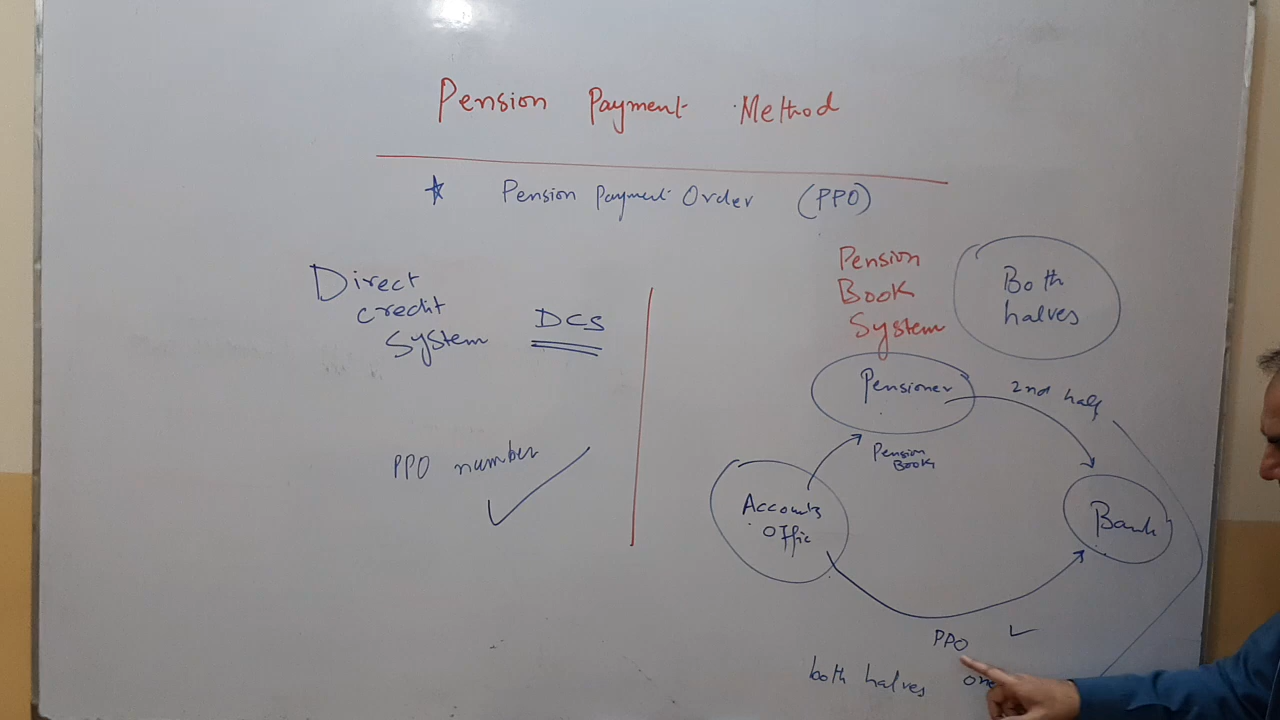 Pension Payment Method
Pension Payment Order (PPO)
Direct
credit
System DCS
PPO number
Pension
Book
System
Both
halves
Pensioner
2nd half
Pension
Book
Accounts
Offic
Bank
PPO
both halves